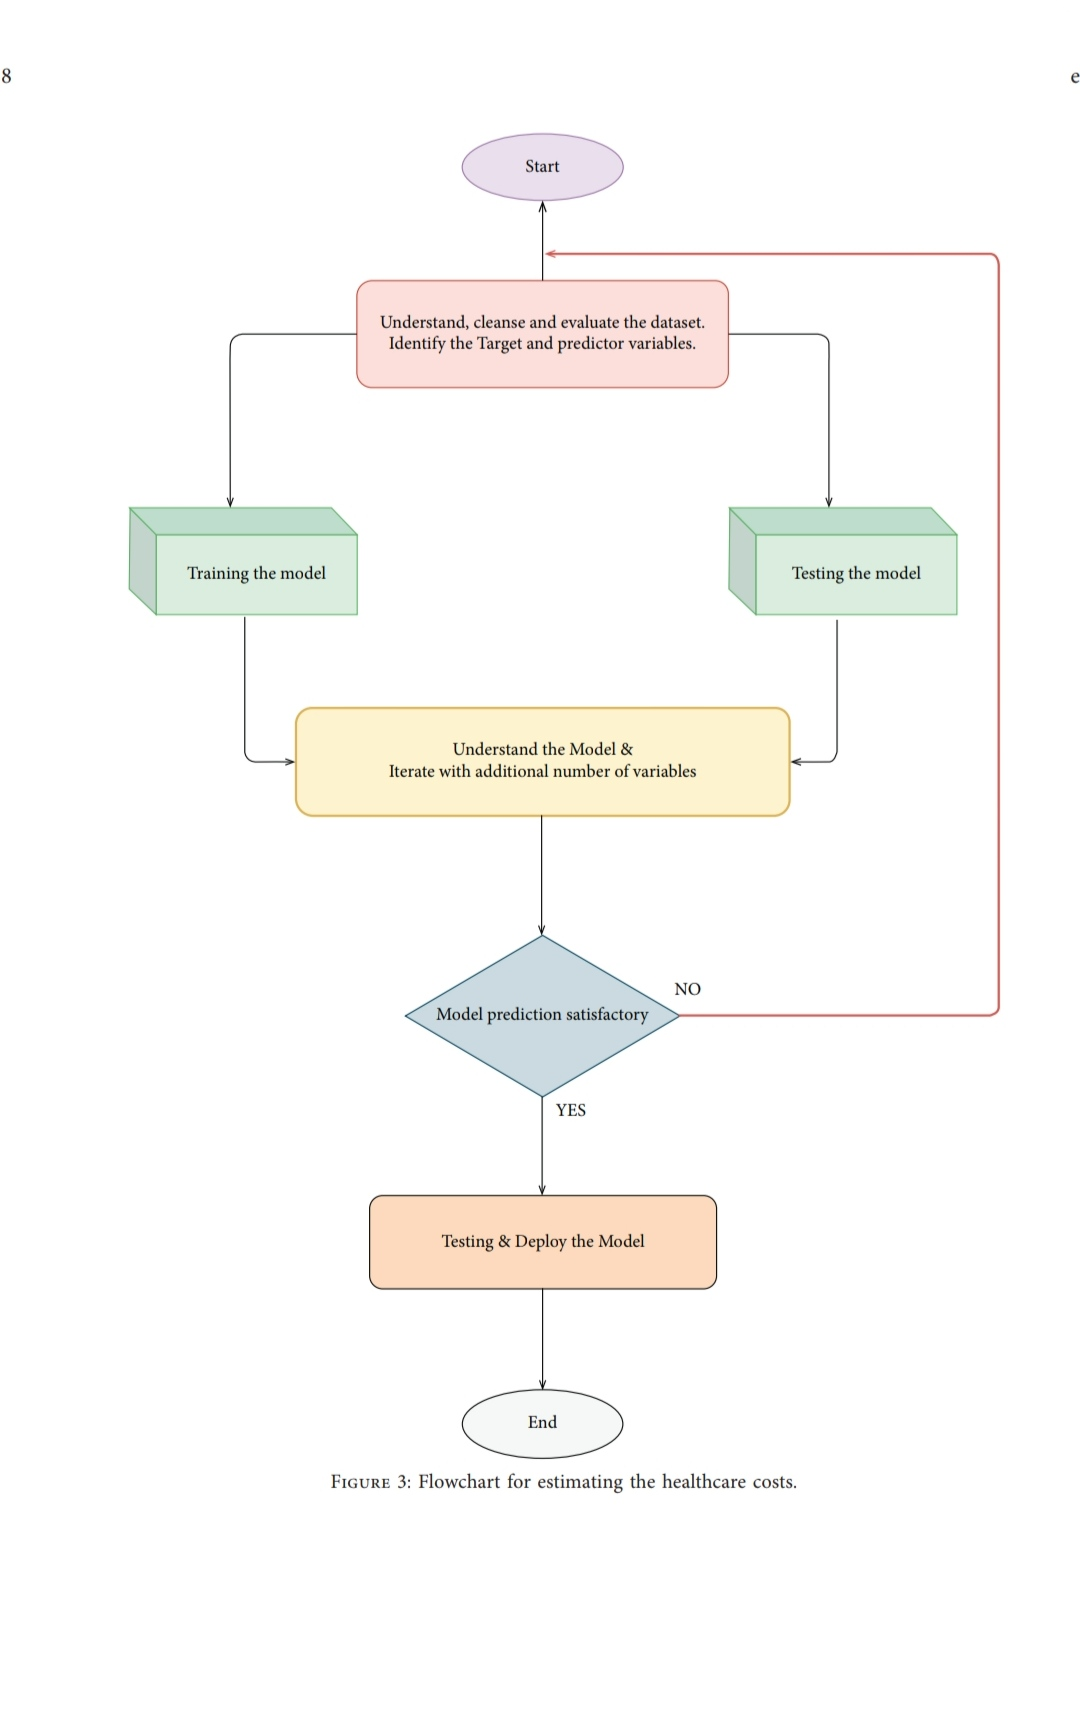 8
e
Start
Understand, cleanse and evaluate the dataset.
Identify the Target and predictor variables.
Training the model
Testing the model
Understand the Model &
Iterate with additional number of variables
NO
Model prediction satisfactory
YES
Testing & Deploy the Model
End
FIGURE 3: Flowchart for estimating the healthcare costs.